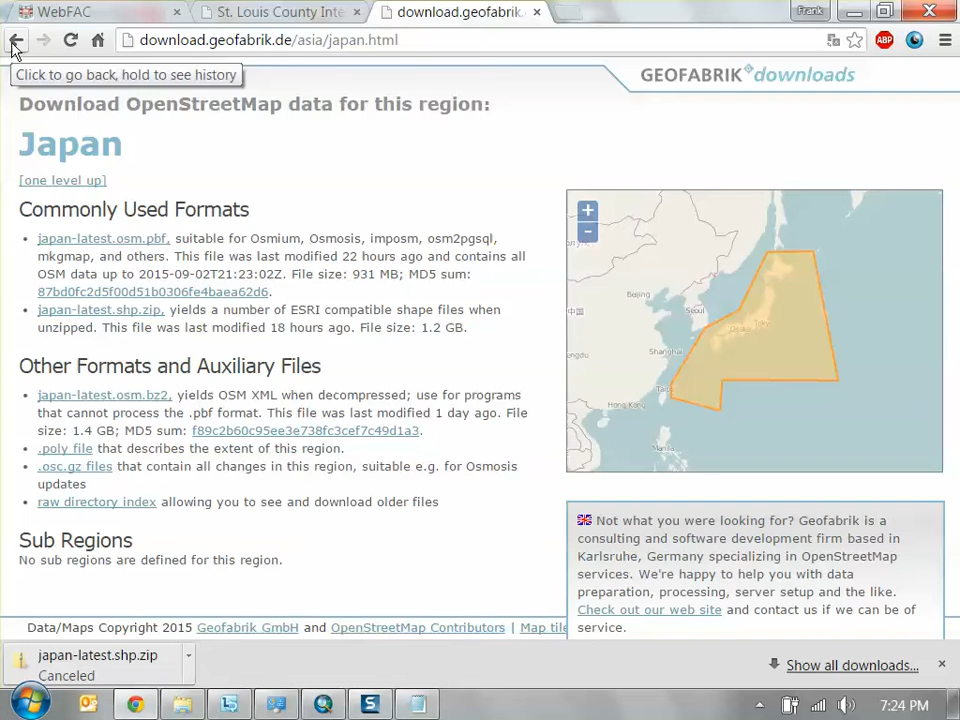 WebFAC
St. Louis County Inte
download.geofabrik.
Frank
download.geofabrik.de/asia/japan.html
ABP
Click to go back, hold to see history
GEOFABRIK downloads
Download OpenStreetMap data for this region:
Japan
[one level up]
Commonly Used Formats
• japan-latest.osm.pbf, suitable for Osmium, Osmosis, imposm, osm2pgsql,
mkgmap, and others. This file was last modified 22 hours ago and contains all
OSM data up to 2015-09-02T21:23:02Z. File size: 931 MB; MD5 sum:
87bd0fc2d5f00d51b0306fe4baea62d6.
• japan-latest.shp.zip, yields a number of ESRI compatible shape files when
unzipped. This file was last modified 18 hours ago. File size: 1.2 GB.
Other Formats and Auxiliary Files
• japan-latest.osm.bz2, yields OSM XML when decompressed; use for programs
that cannot process the .pbf format. This file was last modified 1 day ago. File
size: 1.4 GB; MD5 sum: f89c2b60c95ee3e738fc3cef7c49d1a3.
• .poly file that describes the extent of this region.
• .osc.gz files that contain all changes in this region, suitable e.g. for Osmosis
updates
• raw directory index allowing you to see and download older files
Sub Regions
No sub regions are defined for this region.
+
-
Beijing
中国
Seoul
Osaka
Shanghai
engdu
Hong Kong
Manila
Not what you were looking for? Geofabrik is a
consulting and software development firm based in
Karlsruhe, Germany specializing in OpenStreetMap
services. We're happy to help you with data
preparation, processing, server setup and the like.
Check out our web site and contact us if we can be of
service.
Data/Maps Copyright 2015 Geofabrik GmbH and OpenStreetMap Contributors | Map tile
japan-latest.shp.zip
Canceled
Show all downloads...
7:24 PM